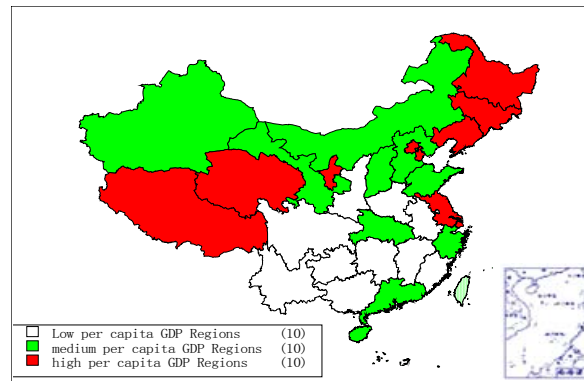 Low per capita GDP Regions (10)
medium per capita GDP Regions (10)
high per capita GDP Regions (10)